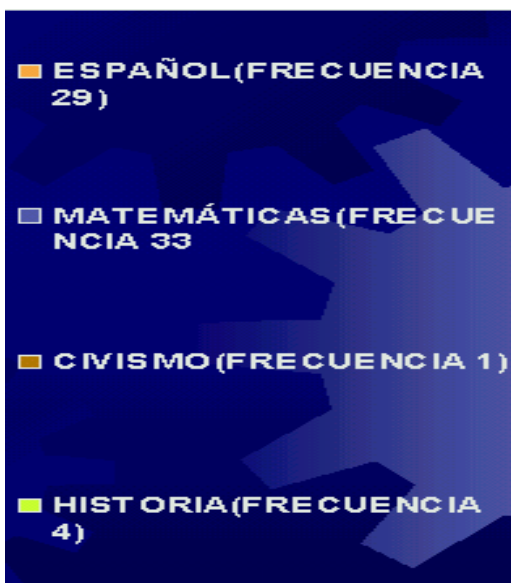 ESPAÑOL(FRECUENCIA
29)
MATEMÁTICAS(FRECUE
NCIA 33
CIVISMO(FRECUENCIA 1)
HISTORIA(FRECUENCIA
4)